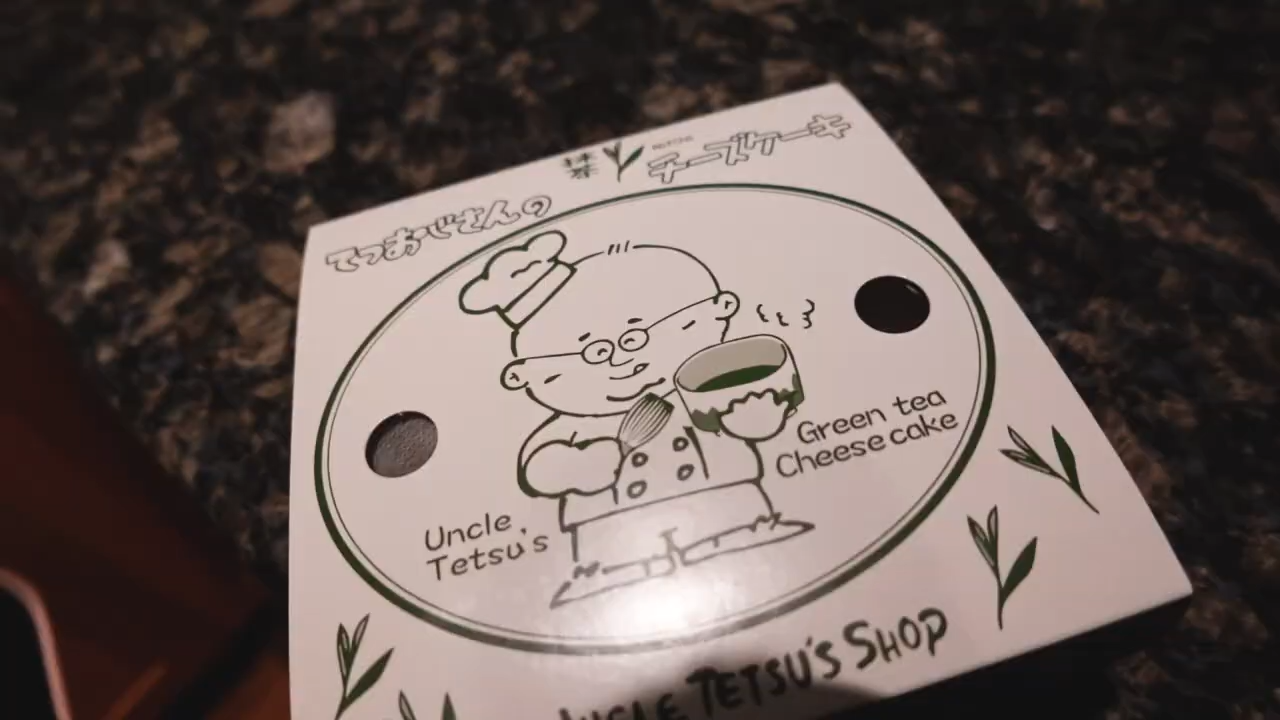 てつおじさんの
抹茶
チーズケーキ
Uncle
Tetsu's
Green tea
Cheese cake
UNCLE TETSU'S SHOP